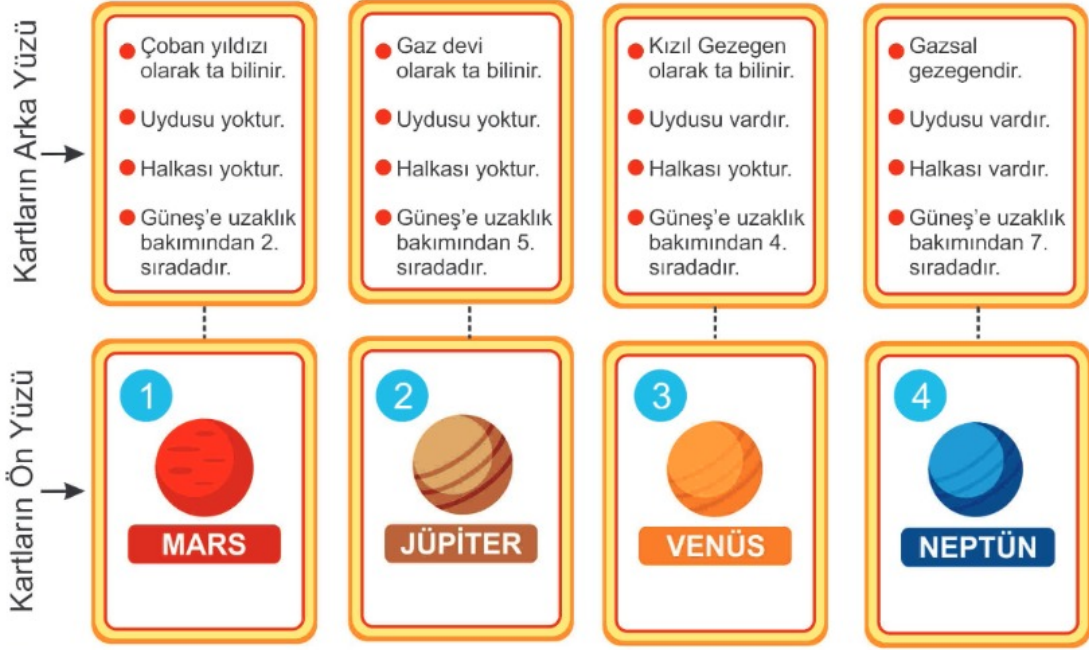 Kartların Arka Yüzü
Çoban yıldızı
olarak ta bilinir.
Uydusu yoktur.
Halkası yoktur.
Güneş’e uzaklık
bakımından 2.
sıradadır.
Gaz devi
olarak ta bilinir.
Uydusu yoktur.
Halkası yoktur.
Güneş’e uzaklık
bakımından 5.
sıradadır.
Kızıl Gezegen
olarak ta bilinir.
Uydusu vardır.
Halkası yoktur.
Güneş’e uzaklık
bakımından 4.
sıradadır.
Gazsal
gezegendir.
Uydusu vardır.
Halkası vardır.
Güneş’e uzaklık
bakımından 7.
sıradadır.
Kartların Ön Yüzü
1
MARS
2
JÜPİTER
3
VENÜS
4
NEPTÜN